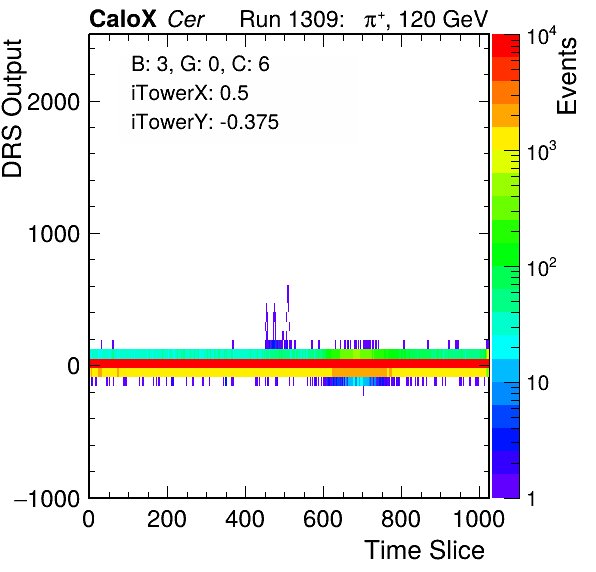 CaloX Cer Run 1309: π⁺, 120 GeV
DRS Output
Events
B: 3, G: 0, C: 6
iTowerX: 0.5
iTowerY: -0.375
2000
1000
0
−1000
0 200 400 600 800 1000
Time Slice
10⁴
10³
10²
10
1